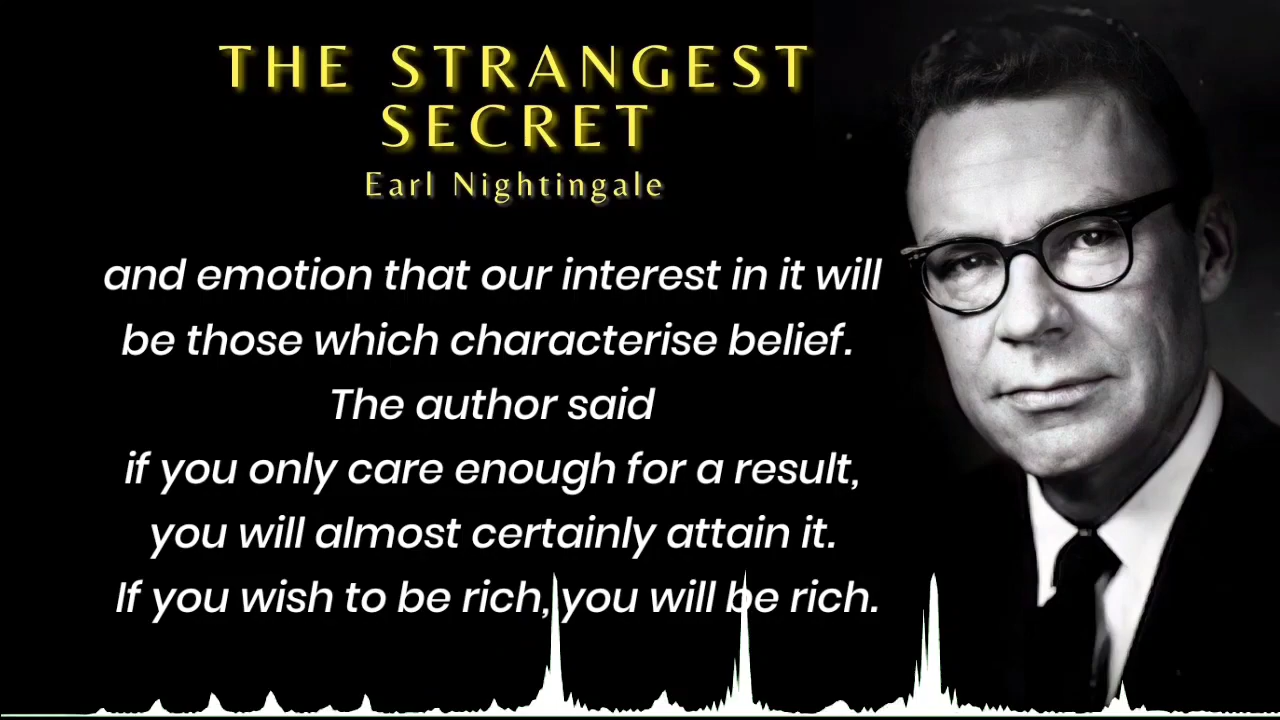 THE STRANGEST
SECRET
Earl Nightingale
and emotion that our interest in it will
be those which characterise belief.
The author said
if you only care enough for a result,
you will almost certainly attain it.
If you wish to be rich, you will be rich.